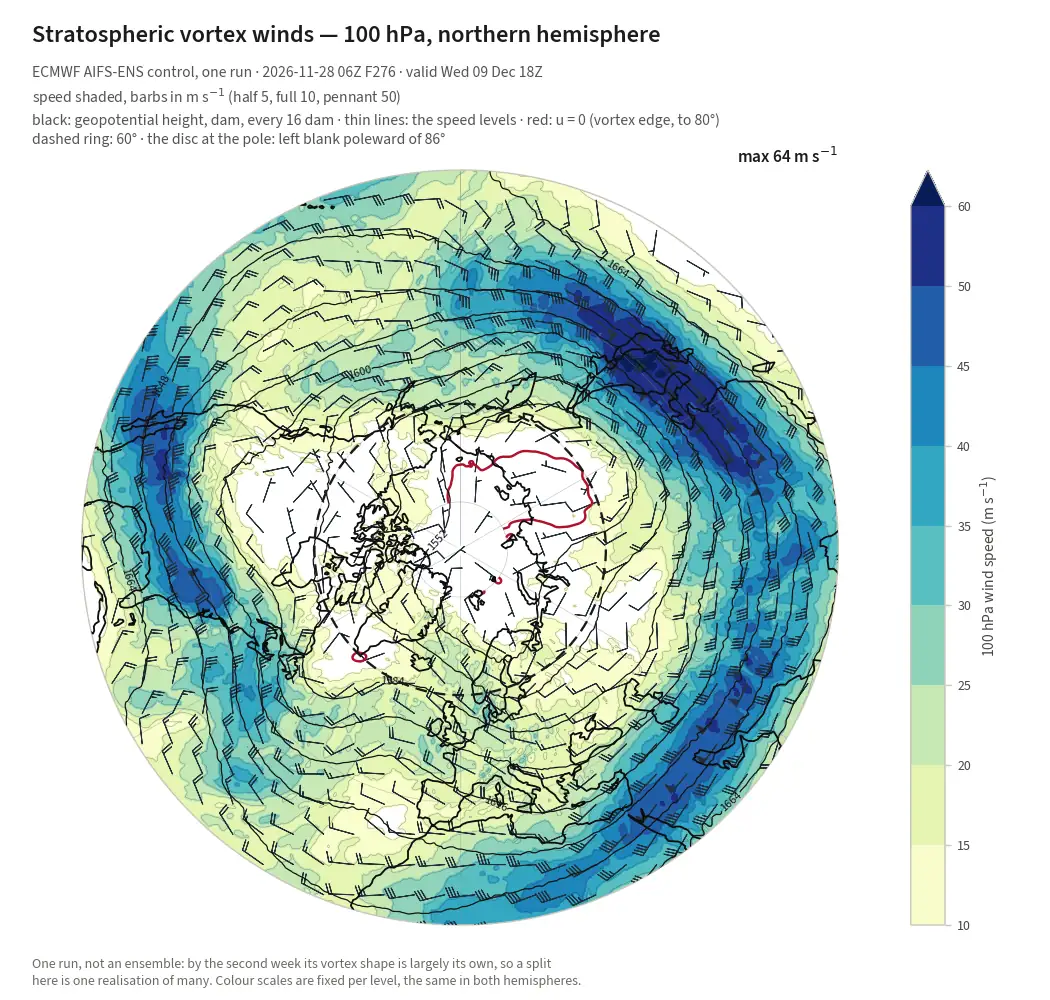 Stratospheric vortex winds — 100 hPa, northern hemisphere
ECMWF AIFS-ENS control, one run · 2026-11-28 06Z F276 · valid Wed 09 Dec 18Z
speed shaded, barbs in m s⁻¹ (half 5, full 10, pennant 50)
black: geopotential height, dam, every 16 dam · thin lines: the speed levels · red: u = 0 (vortex edge, to 80°)
dashed ring: 60° · the disc at the pole: left blank poleward of 86°
max 64 m s⁻¹
1664
1600
1648
1552
1664
1584
1664
60
50
45
40
35
30
25
20
15
10
100 hPa wind speed (m s⁻¹)
One run, not an ensemble: by the second week its vortex shape is largely its own, so a split
here is one realisation of many. Colour scales are fixed per level, the same in both hemispheres.